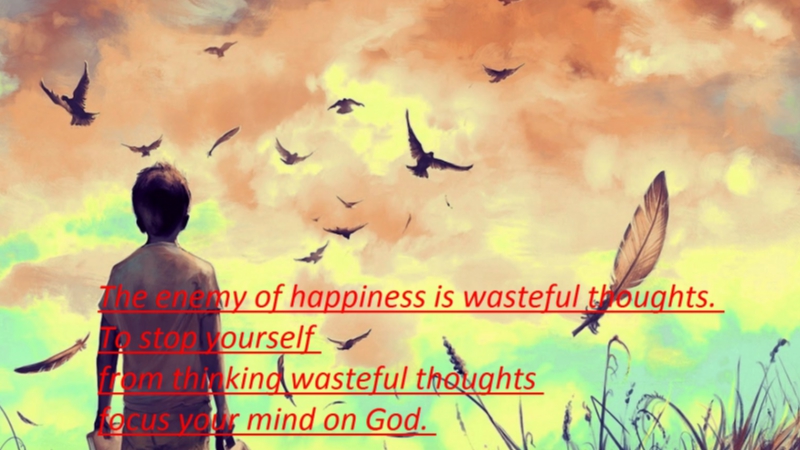 The enemy of happiness is wasteful thoughts.
To stop yourself
from thinking wasteful thoughts
focus your mind on God.